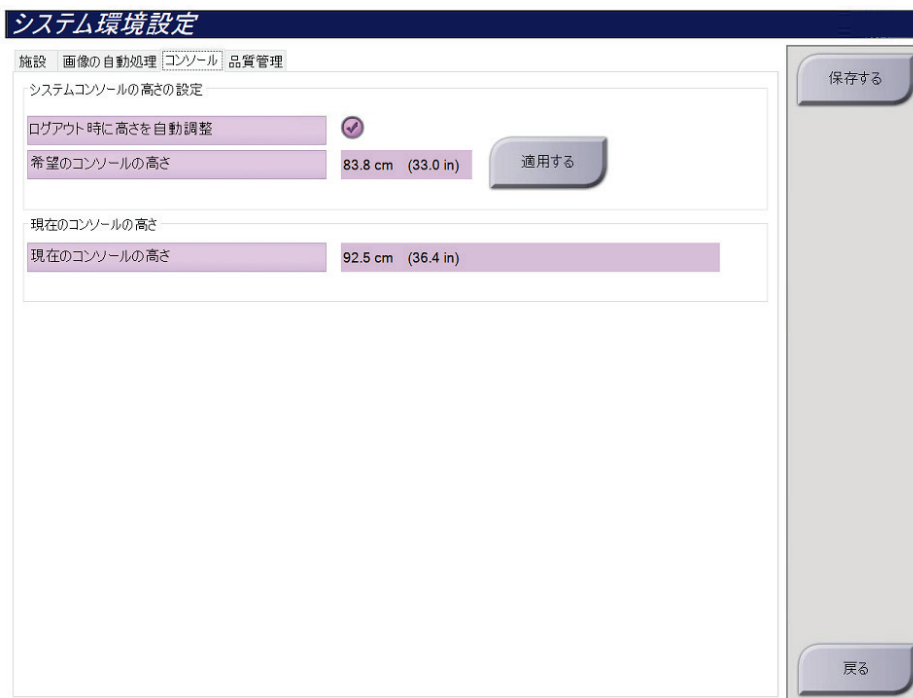 システム環境設定
施設 画像の自動処理 コンソール 品質管理
保存する
システムコンソールの高さの設定
ログアウト時に高さを自動調整
希望のコンソールの高さ 83.8 cm (33.0 in) 適用する
現在のコンソールの高さ
現在のコンソールの高さ 92.5 cm (36.4 in)
戻る